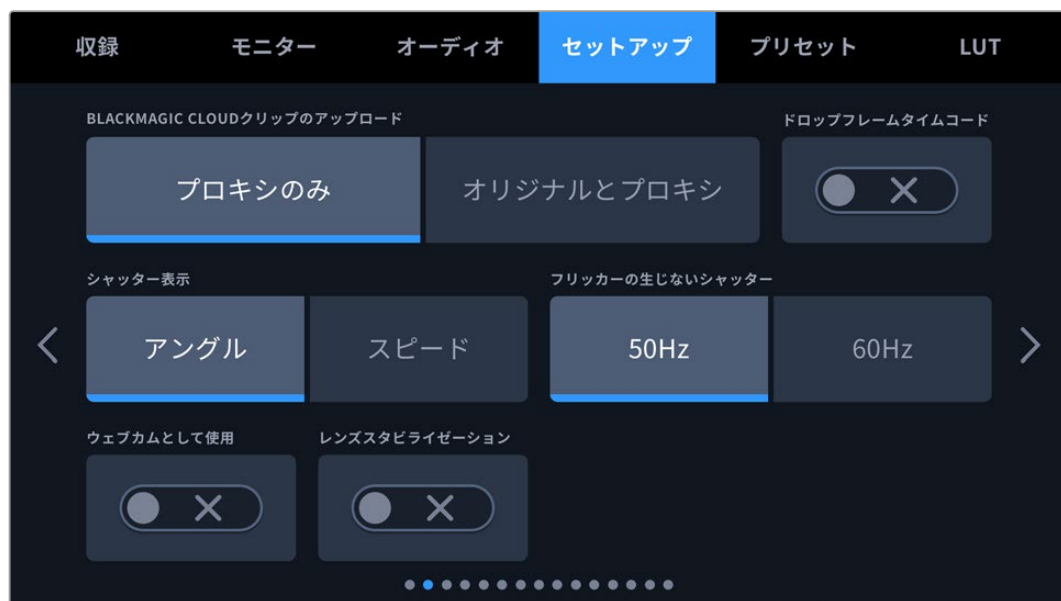 収録 モニター オーディオ セットアップ プリセット LUT
BLACKMAGIC CLOUDクリップのアップロード ドロップフレームタイムコード
プロキシのみ オリジナルとプロキシ
シャッター表示 フリッカーの生じないシャッター
アングル スピード 50Hz 60Hz
ウェブカムとして使用 レンズスタビライゼーション